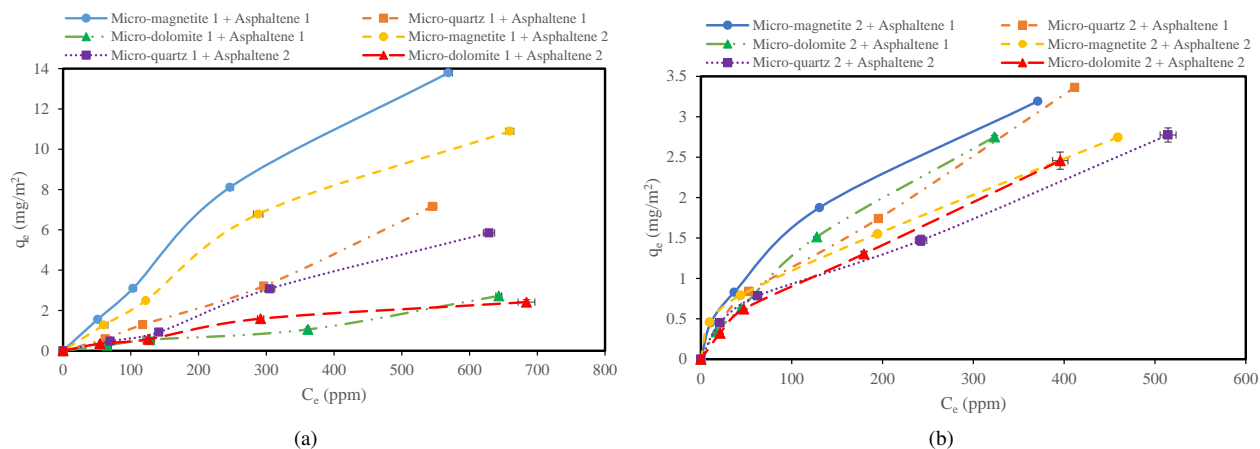 Micro-magnetite 1 + Asphaltene 1
Micro-quartz 1 + Asphaltene 1
Micro-dolomite 1 + Asphaltene 1
Micro-magnetite 1 + Asphaltene 2
Micro-quartz 1 + Asphaltene 2
Micro-dolomite 1 + Asphaltene 2
14
12
10
8
6
4
2
0
qe (mg/m2)
0 100 200 300 400 500 600 700 800
Ce (ppm)
(a)
Micro-magnetite 2 + Asphaltene 1
Micro-quartz 2 + Asphaltene 1
Micro-dolomite 2 + Asphaltene 1
Micro-magnetite 2 + Asphaltene 2
Micro-quartz 2 + Asphaltene 2
Micro-dolomite 2 + Asphaltene 2
3.5
3
2.5
2
1.5
1
0.5
0
qe (mg/m2)
0 100 200 300 400 500 600
Ce (ppm)
(b)